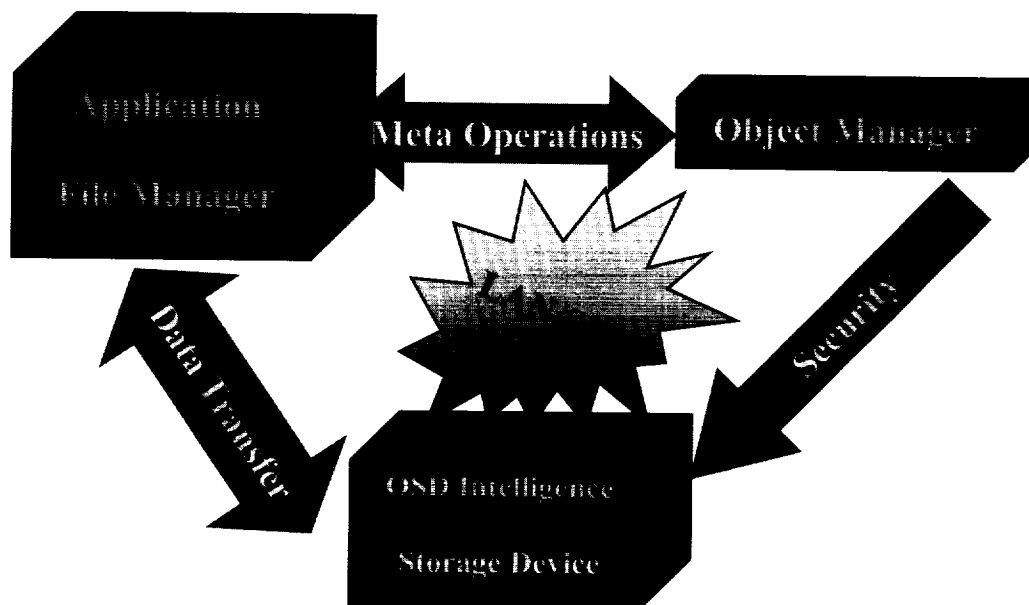 Application
File Manager
Meta Operations
Object Manager
Security
Data Transfer
OSD Intelligence
Storage Device